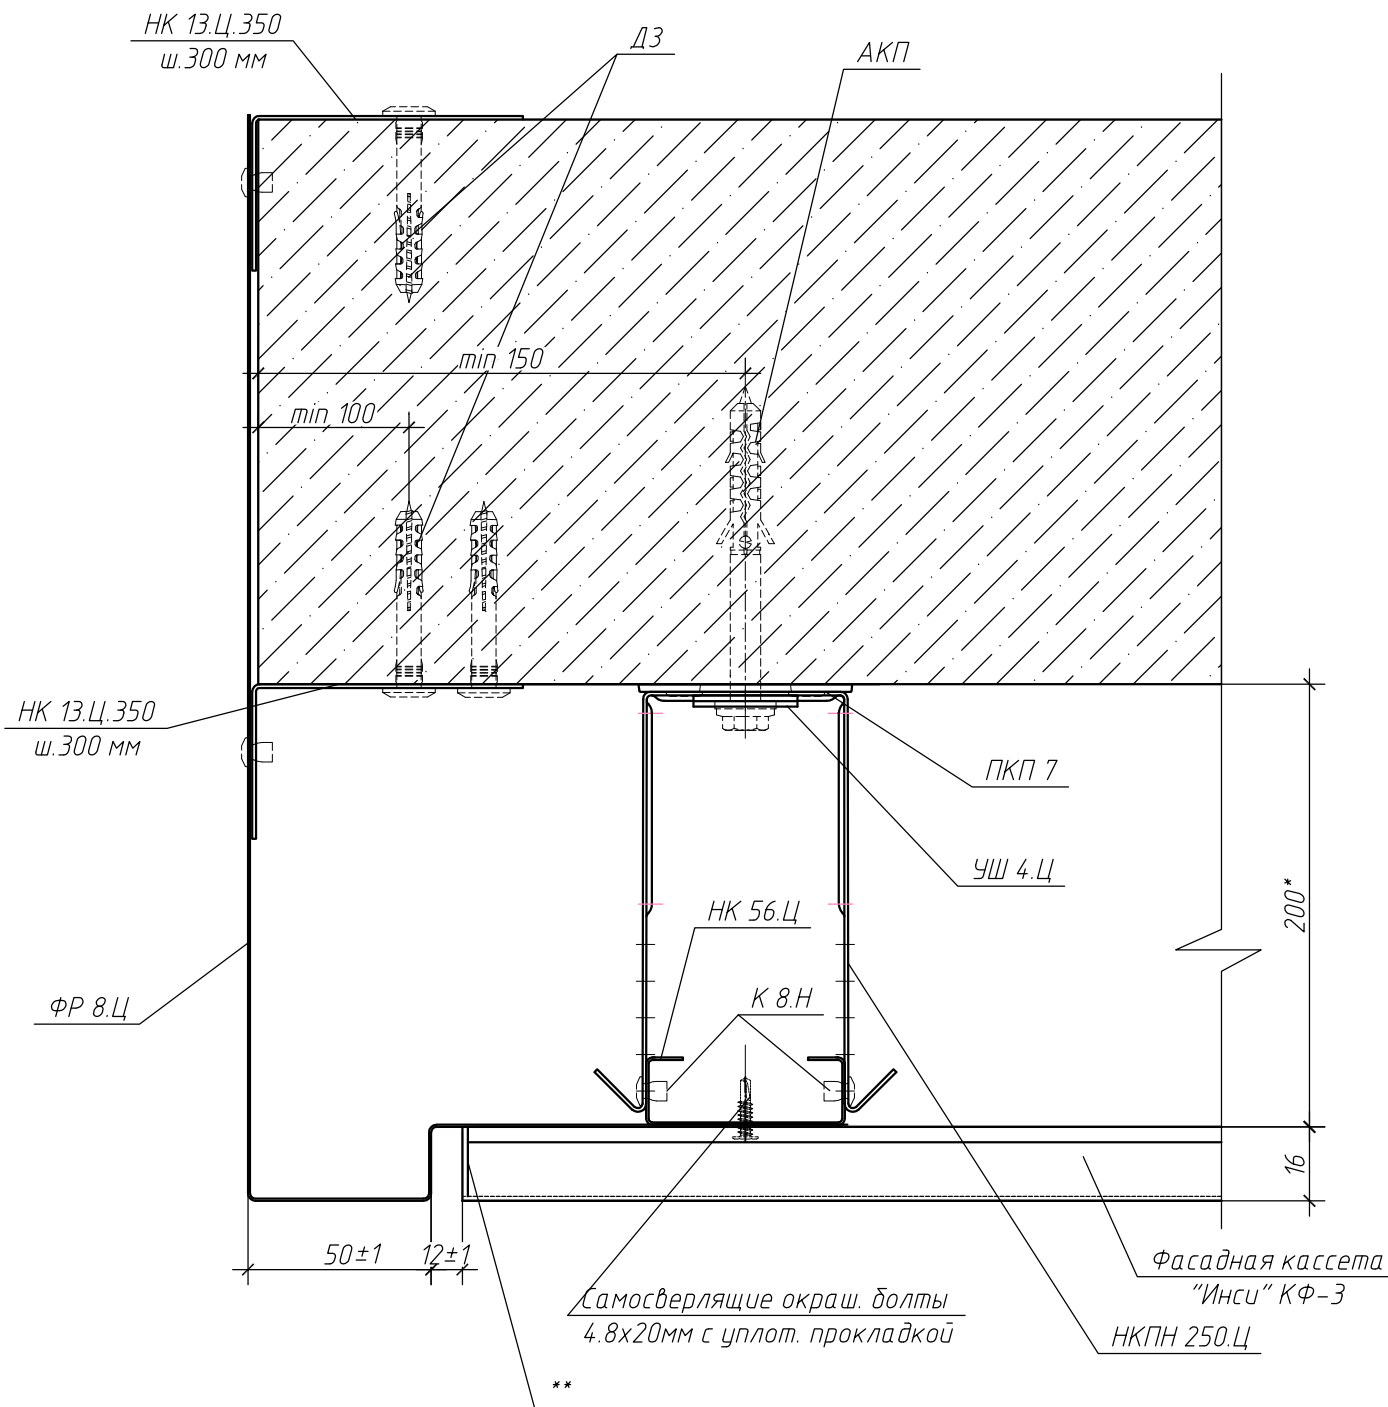 НК 13.Ц.350
ш.300 мм
ДЗ
АКП
min 150
min 100
НК 13.Ц.350
ш.300 мм
ПКП 7
УШ 4.Ц
НК 56.Ц
200*
К 8.Н
ФР 8.Ц
16
50±1
12±1
Фасадная кассета
"Инси" КФ-3
Самосверлящие окраш. болты
4.8х20мм с уплот. прокладкой
НКПН 250.Ц
**